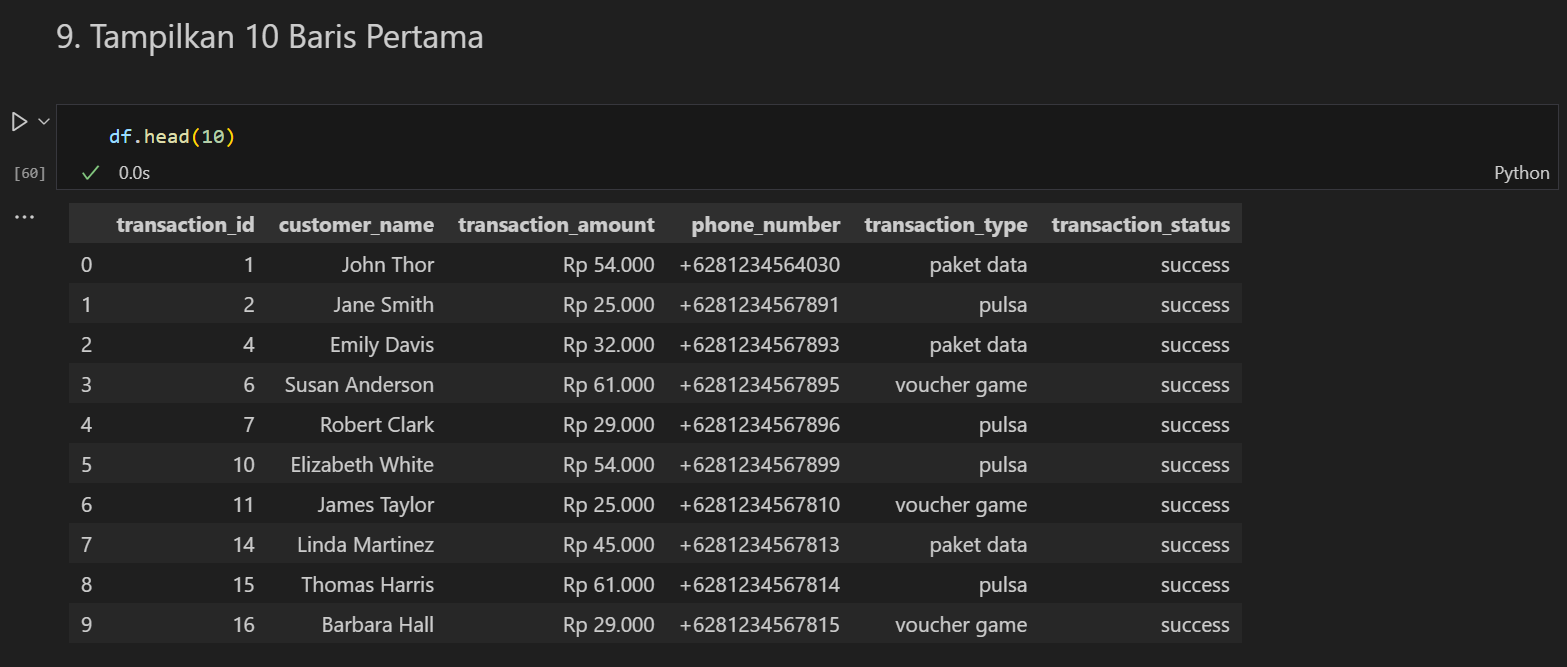 9. Tampilkan 10 Baris Pertama
df.head(10)
[60] 0.0s Python
...
transaction_id customer_name transaction_amount phone_number transaction_type transaction_status
0 1 John Thor Rp 54.000 +6281234564030 paket data success
1 2 Jane Smith Rp 25.000 +6281234567891 pulsa success
2 4 Emily Davis Rp 32.000 +6281234567893 paket data success
3 6 Susan Anderson Rp 61.000 +6281234567895 voucher game success
4 7 Robert Clark Rp 29.000 +6281234567896 pulsa success
5 10 Elizabeth White Rp 54.000 +6281234567899 pulsa success
6 11 James Taylor Rp 25.000 +6281234567810 voucher game success
7 14 Linda Martinez Rp 45.000 +6281234567813 paket data success
8 15 Thomas Harris Rp 61.000 +6281234567814 pulsa success
9 16 Barbara Hall Rp 29.000 +6281234567815 voucher game success